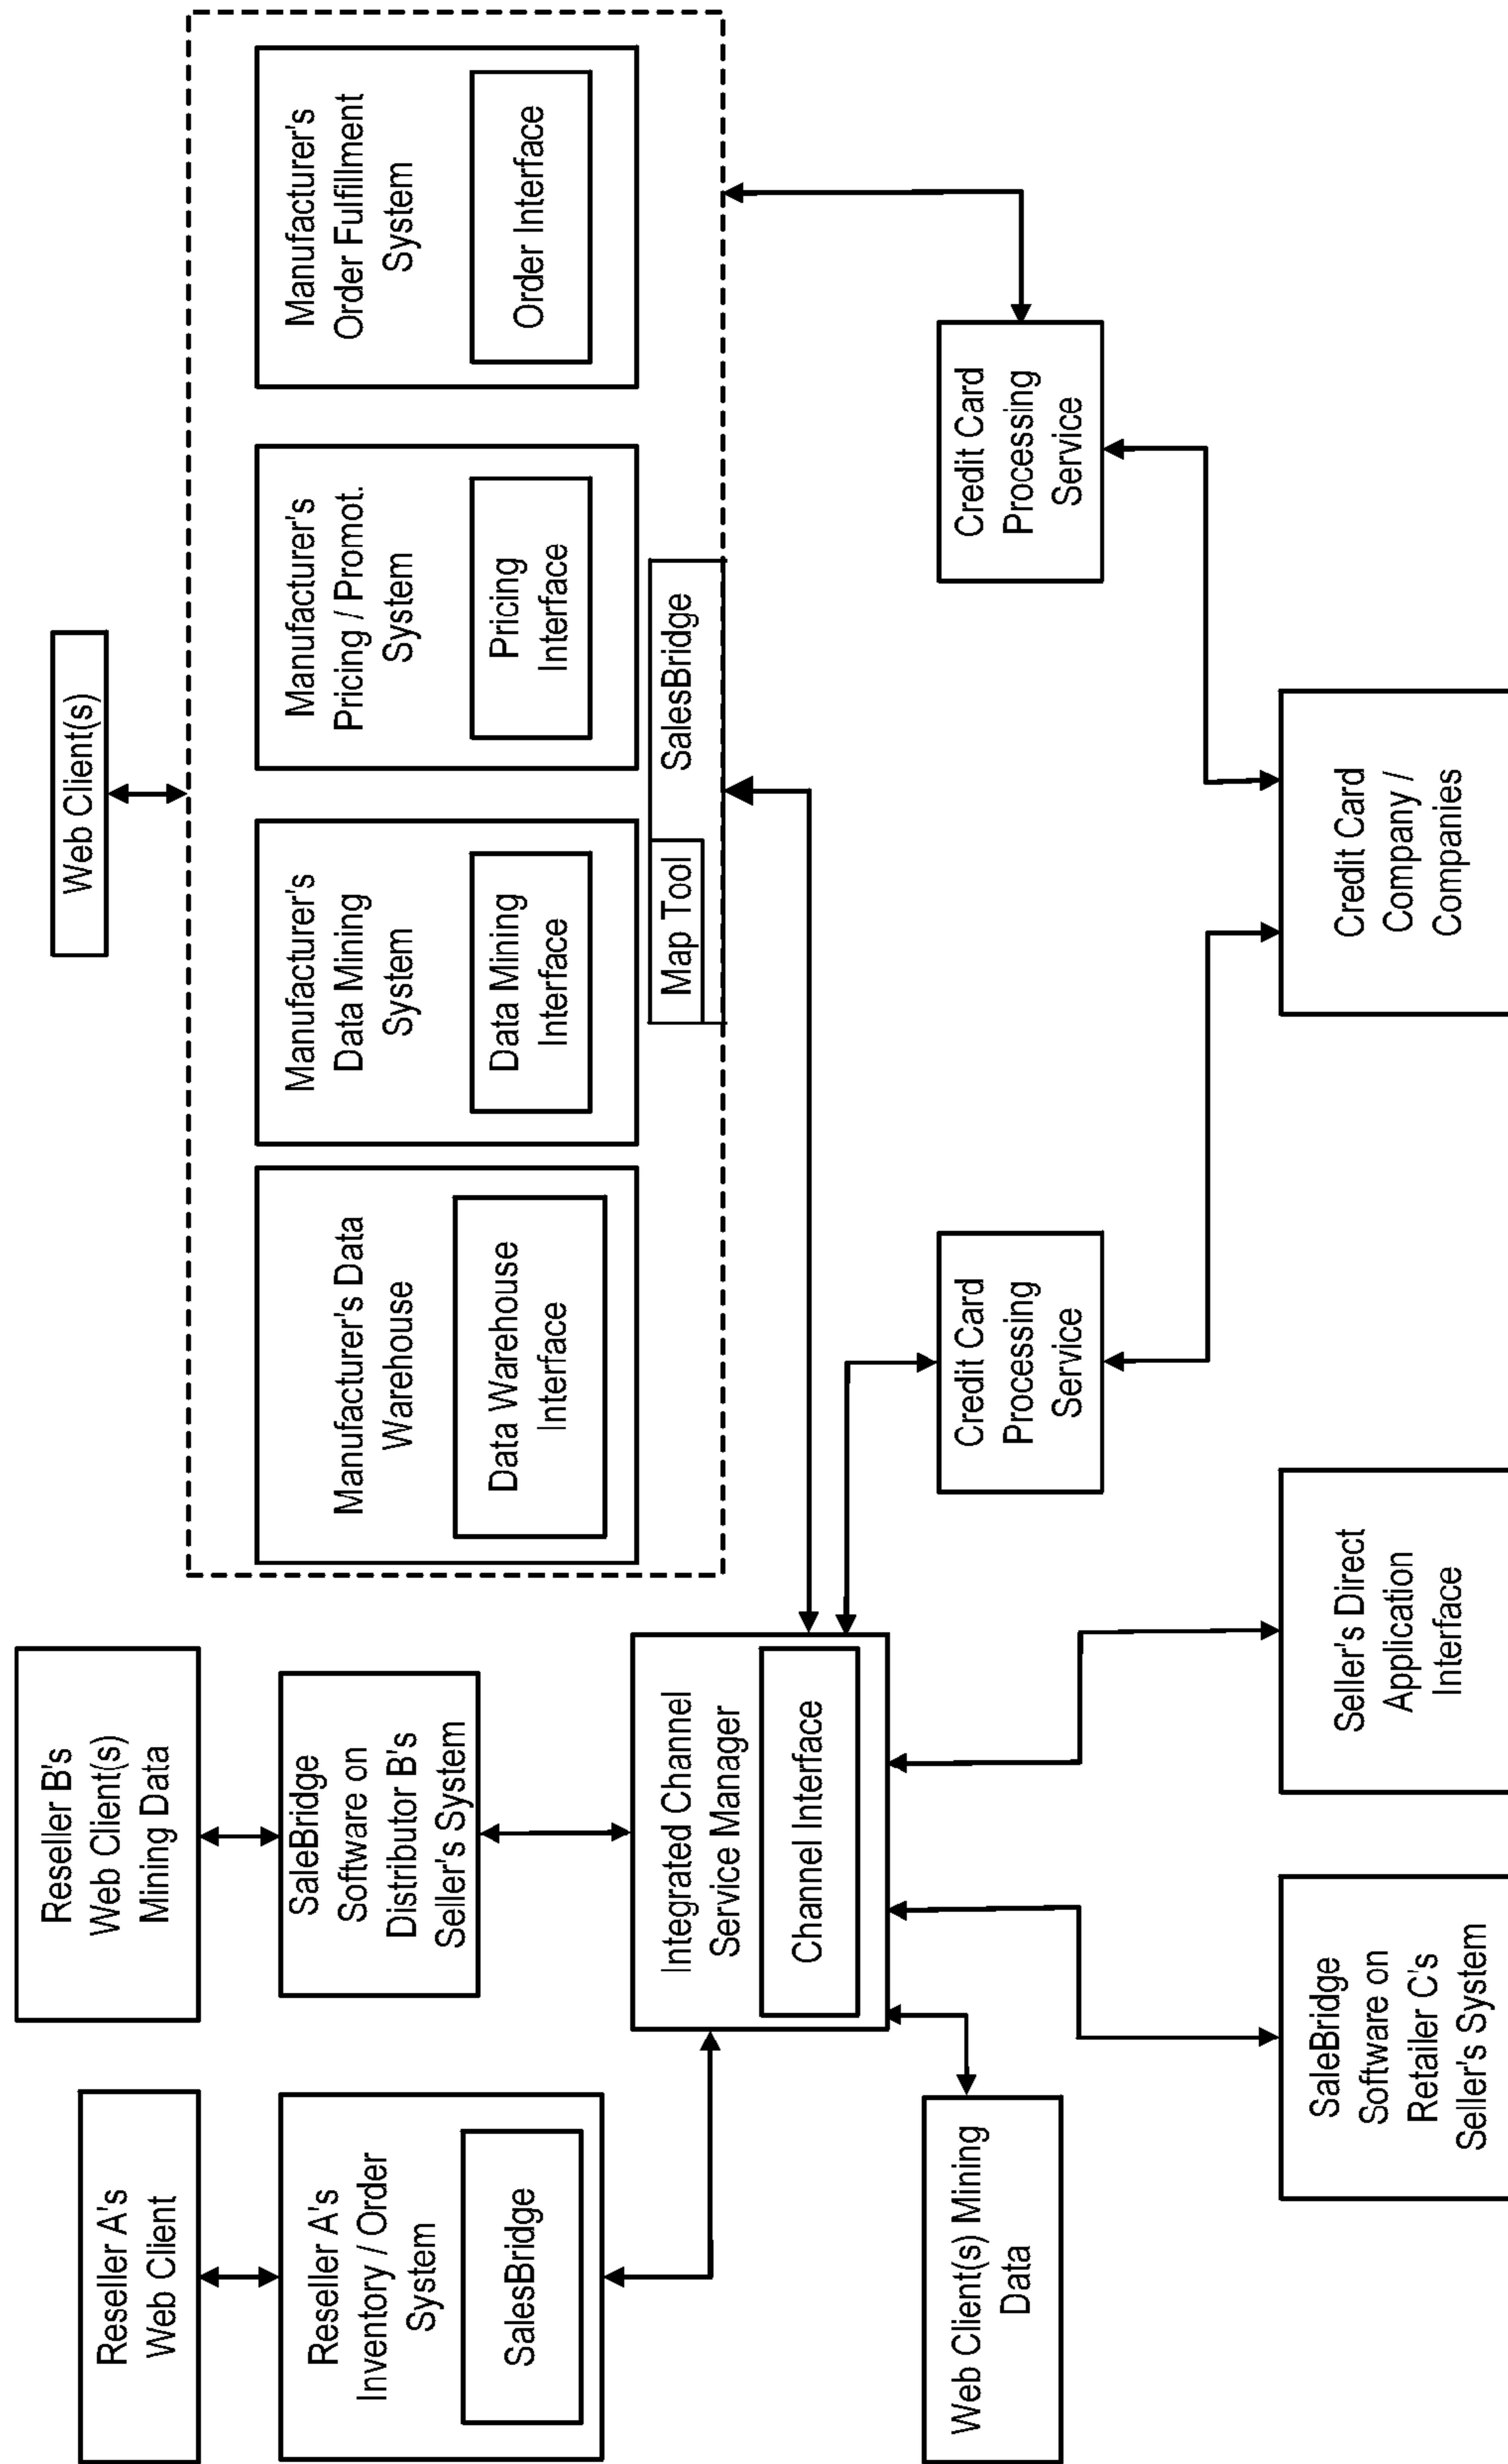 Reseller A's
Web Client
Reseller B's
Web Client(s)
Mining Data
Web Client(s)
Reseller A's
Inventory / Order
System
SalesBridge
SaleBridge
Software on
Distributor B's
Seller's System
Manufacturer's Data
Warehouse
Data Warehouse
Interface
Manufacturer's
Data Mining
System
Data Mining
Interface
Manufacturer's
Pricing / Promot.
System
Pricing
Interface
Manufacturer's
Order Fulfillment
System
Order Interface
Map Tool
SalesBridge
Integrated Channel
Service Manager
Channel Interface
Web Client(s) Mining
Data
Credit Card
Processing
Service
Credit Card
Processing
Service
SaleBridge
Software on
Retailer C's
Seller's System
Seller's Direct
Application
Interface
Credit Card
Company /
Companies